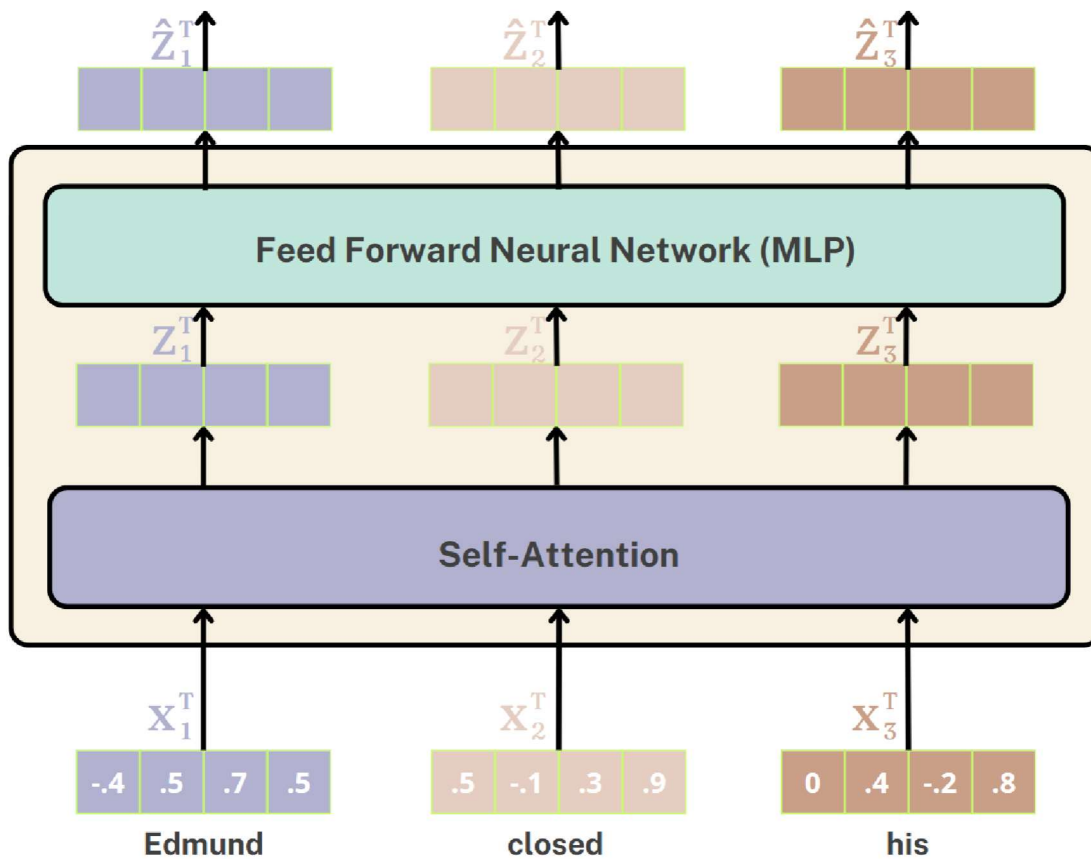 Ẑ₁ᵀ Ẑ₂ᵀ Ẑ₃ᵀ
Feed Forward Neural Network (MLP)
Z₁ᵀ Z₂ᵀ Z₃ᵀ
Self-Attention
X₁ᵀ X₂ᵀ X₃ᵀ
-.4 .5 .7 .5 .5 -.1 .3 .9 0 .4 -.2 .8
Edmund closed his